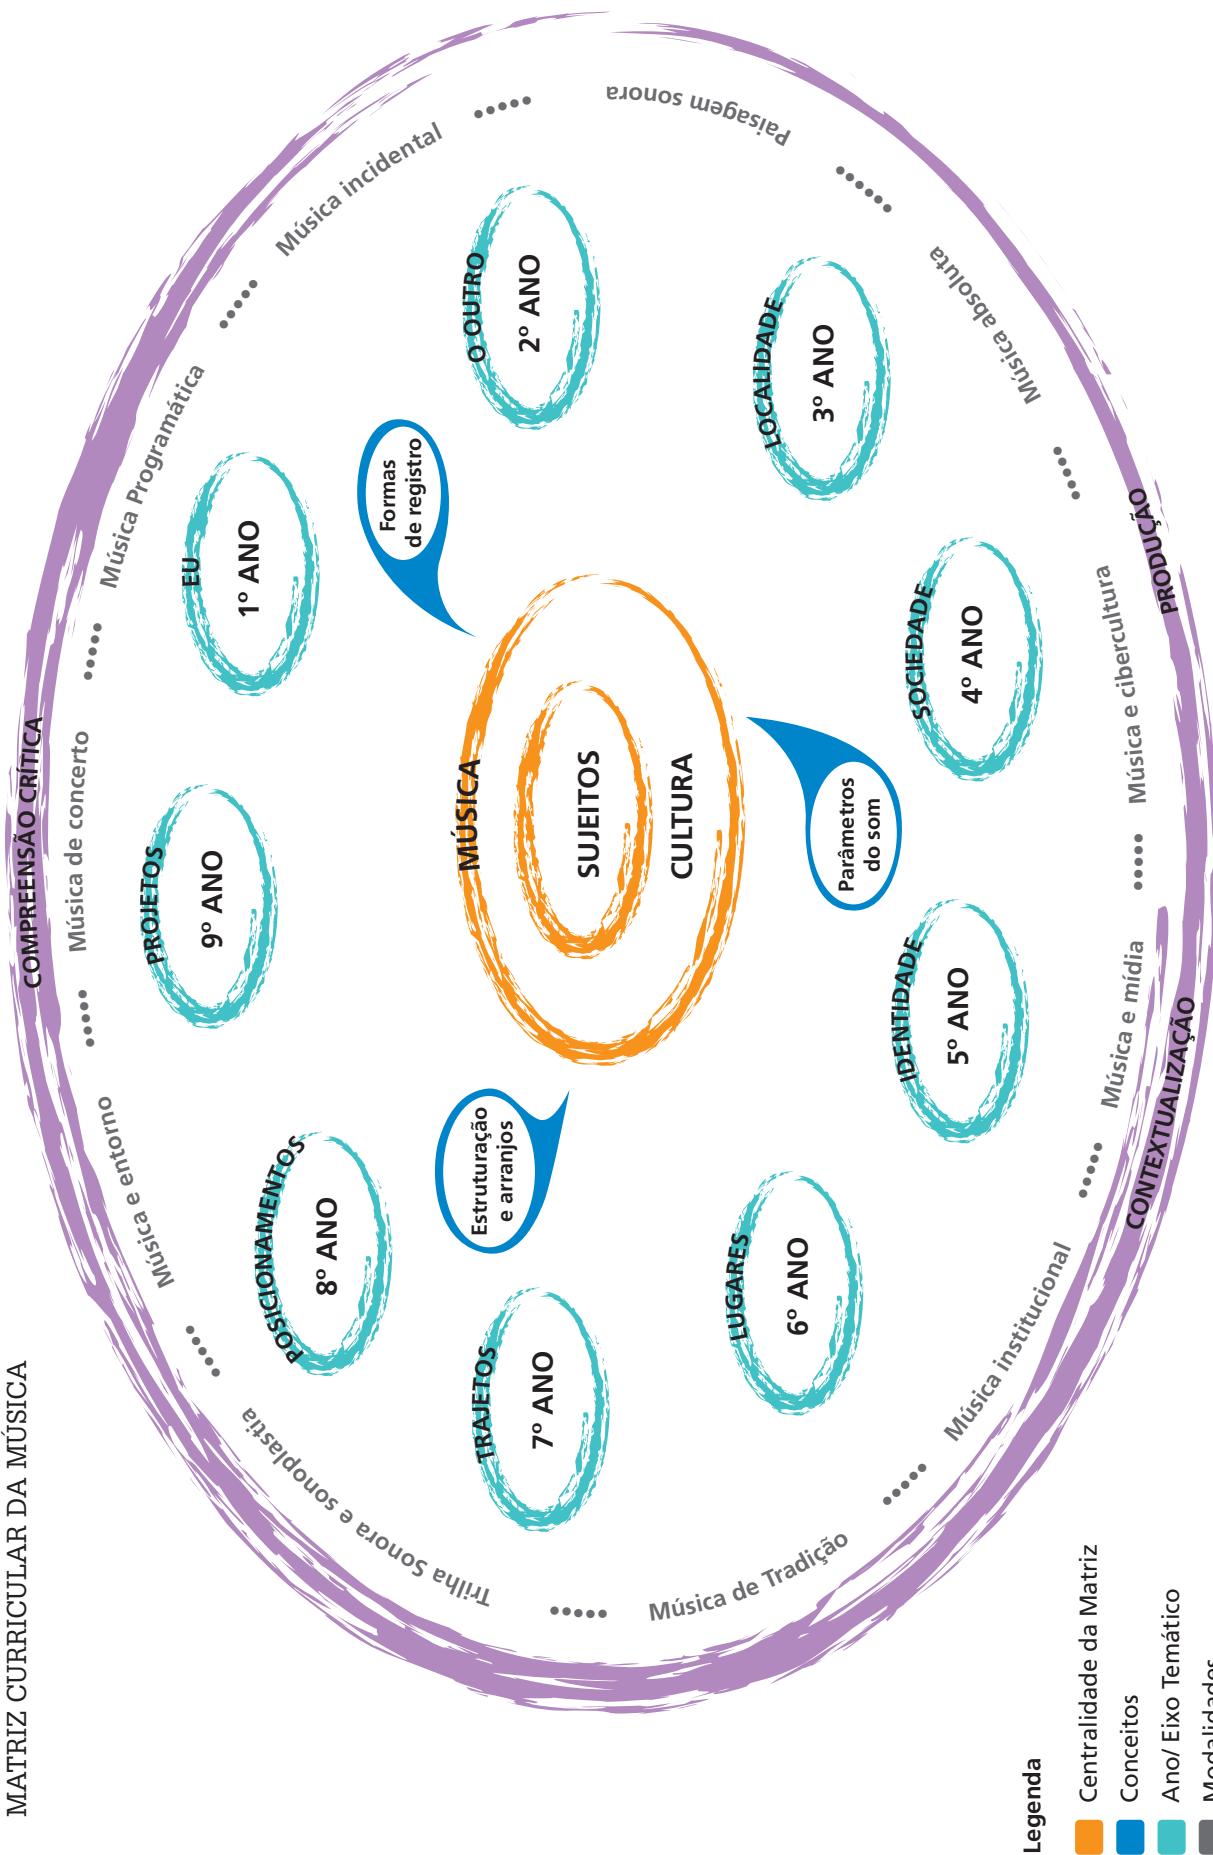 MATRIZ CURRICULAR DA MÚSICA
COMPREENSÃO CRÍTICA
Música de concerto
Música Programática
Música incidental
Paisagem sonora
Música absoluta
Música e cibercultura
Música e mídia
Música institucional
Música de Tradição
Trilha Sonora e sonoplastia
Música e entorno
PRODUÇÃO
CONTEXTUALIZAÇÃO
EU
1º ANO
O OUTRO
2º ANO
LOCALIDADE
3º ANO
SOCIEDADE
4º ANO
IDENTIDADE
5º ANO
LUGARES
6º ANO
TRAJETOS
7º ANO
POSICIONAMENTOS
8º ANO
PROJETOS
9º ANO
Formas
de registro
Estruturação
e arranjos
Parâmetros
do som
MÚSICA
SUJEITOS
CULTURA
Legenda
Centralidade da Matriz
Conceitos
Ano/ Eixo Temático
Modalidades